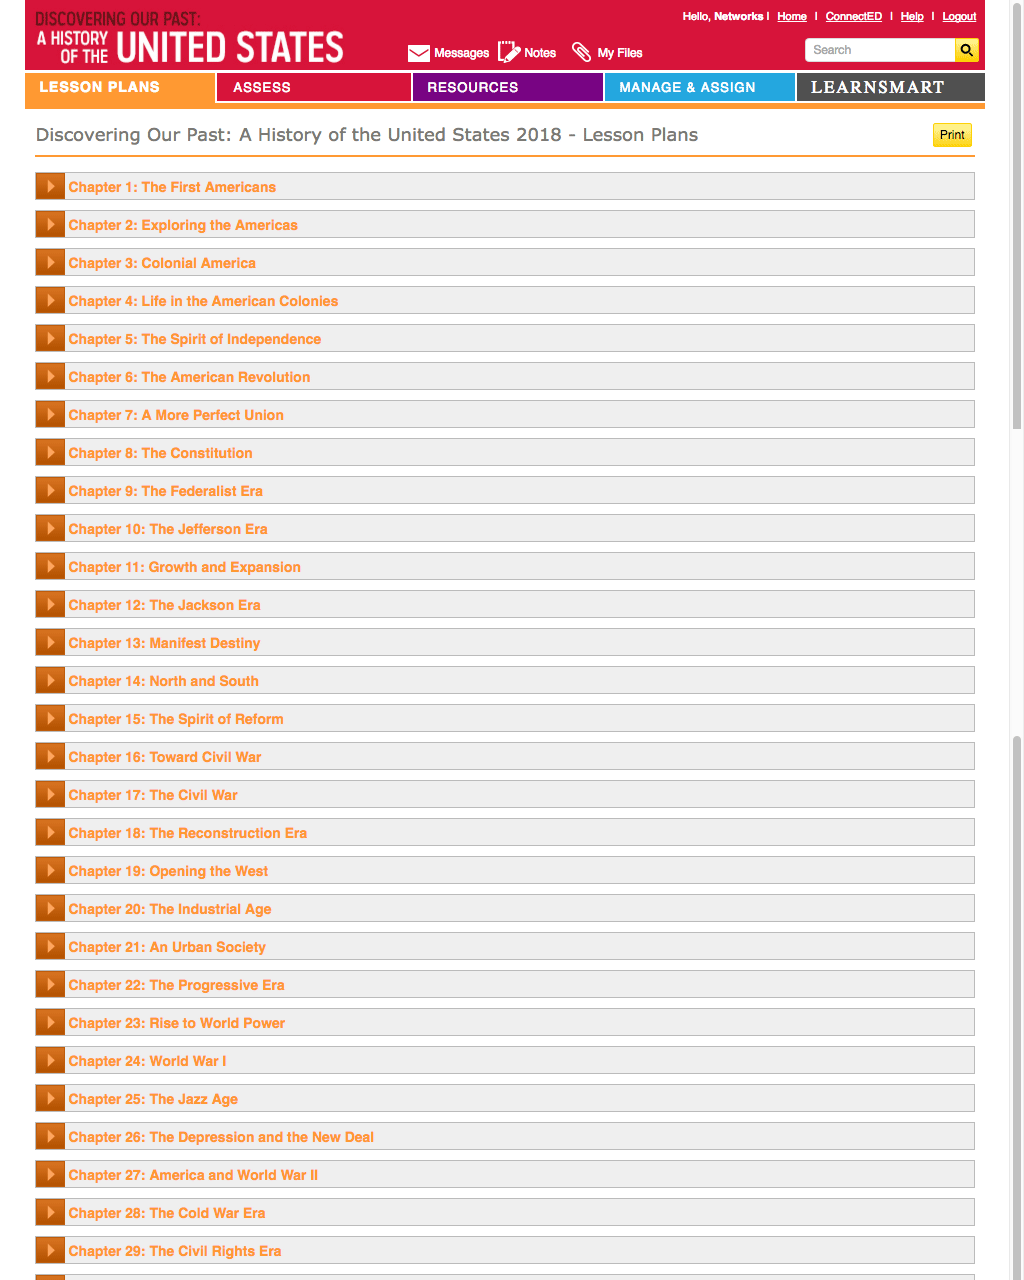 DISCOVERING OUR PAST:
A HISTORY OF THE UNITED STATES
Hello, Networks | Home | ConnectED | Help | Logout
Messages Notes My Files
Search
LESSON PLANS ASSESS RESOURCES MANAGE & ASSIGN LEARNSMART
Discovering Our Past: A History of the United States 2018 - Lesson Plans
Print
Chapter 1: The First Americans
Chapter 2: Exploring the Americas
Chapter 3: Colonial America
Chapter 4: Life in the American Colonies
Chapter 5: The Spirit of Independence
Chapter 6: The American Revolution
Chapter 7: A More Perfect Union
Chapter 8: The Constitution
Chapter 9: The Federalist Era
Chapter 10: The Jefferson Era
Chapter 11: Growth and Expansion
Chapter 12: The Jackson Era
Chapter 13: Manifest Destiny
Chapter 14: North and South
Chapter 15: The Spirit of Reform
Chapter 16: Toward Civil War
Chapter 17: The Civil War
Chapter 18: The Reconstruction Era
Chapter 19: Opening the West
Chapter 20: The Industrial Age
Chapter 21: An Urban Society
Chapter 22: The Progressive Era
Chapter 23: Rise to World Power
Chapter 24: World War I
Chapter 25: The Jazz Age
Chapter 26: The Depression and the New Deal
Chapter 27: America and World War II
Chapter 28: The Cold War Era
Chapter 29: The Civil Rights Era